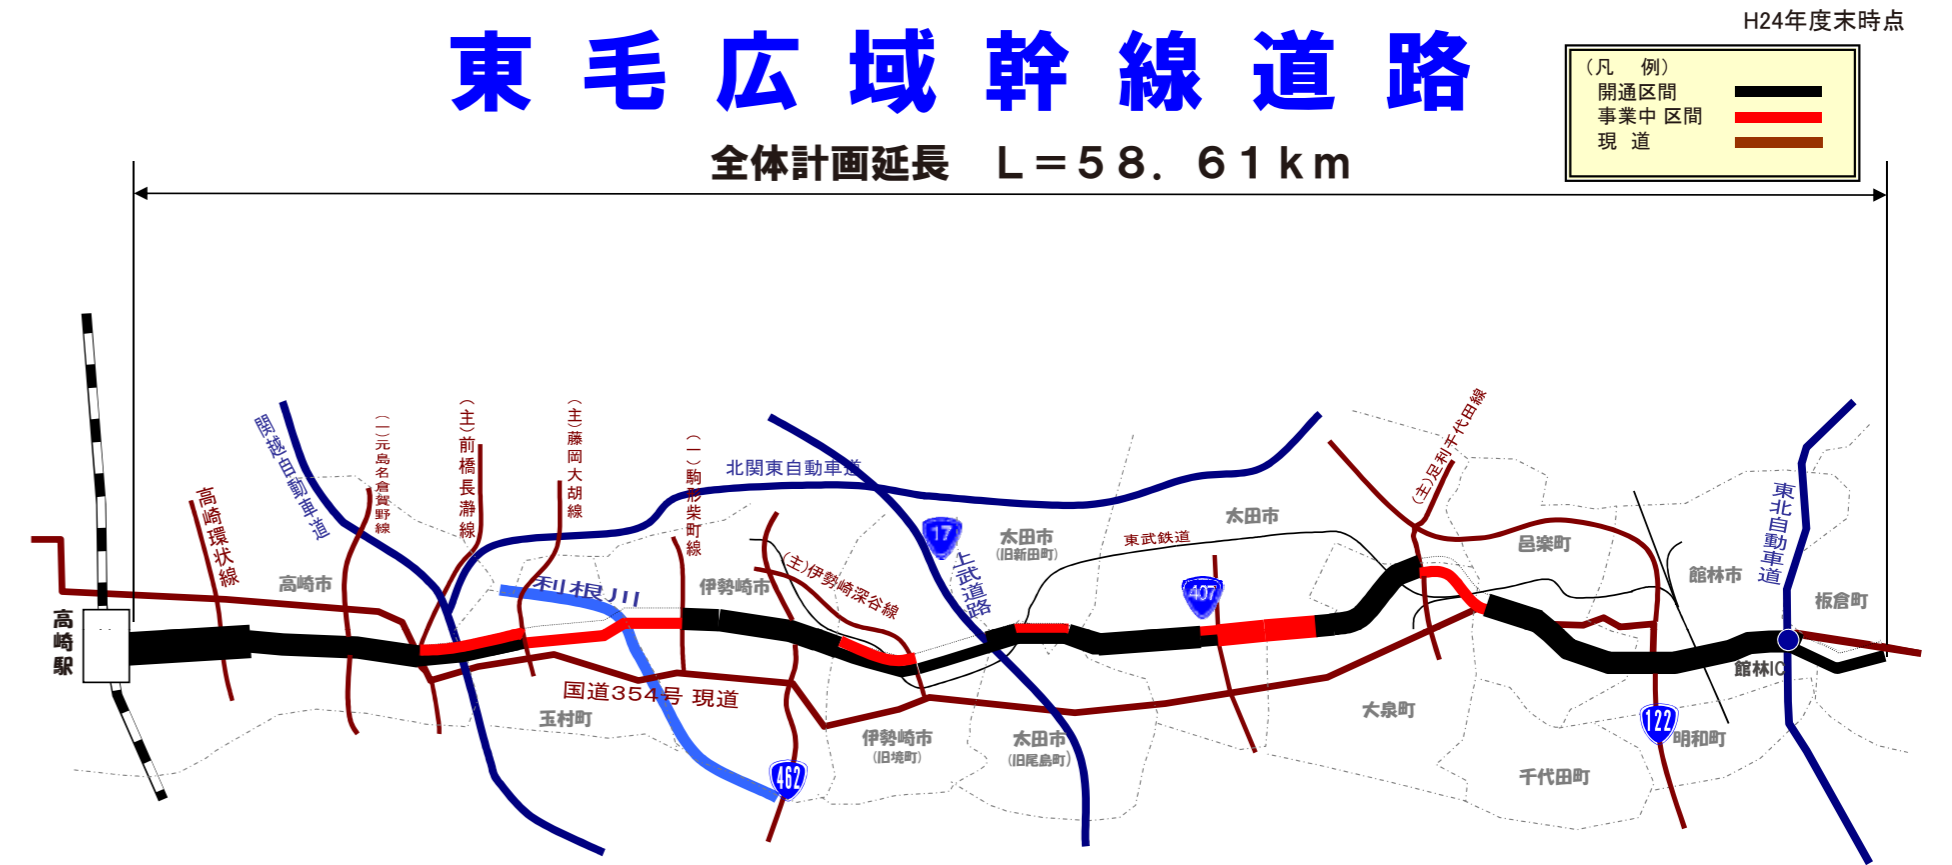 H24年度末時点
東毛広域幹線道路
(凡 例)
開通区間
事業中区間
現 道
全体計画延長 L=58.61km
関越自動車道
(一)元島名倉賀野線
(主)前橋長瀞線
(主)藤岡大胡線
(一)駒形柴町線
北関東自動車道
(主)足利千代田線
高崎環状線
17
太田市
(旧新田町)
東武鉄道
太田市
邑楽町
東北自動車道
高崎市
利根川
伊勢崎市
(主)伊勢崎深谷線
上武道路
407
館林市
板倉町
高崎駅
館林IC
国道354号 現道
玉村町
大泉町
122
伊勢崎市
(旧境町)
太田市
(旧尾島町)
明和町
462
千代田町